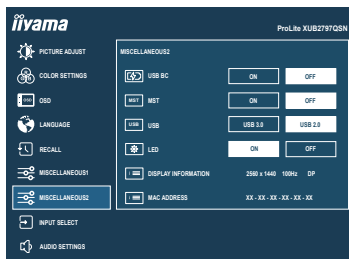 iiyama
ProLite XUB2797QSN
PICTURE ADJUST
COLOR SETTINGS
OSD OSD
LANGUAGE
RECALL
MISCELLANEOUS1
MISCELLANEOUS2
INPUT SELECT
AUDIO SETTINGS
MISCELLANEOUS2
USB BC ON OFF
MST MST ON OFF
USB USB USB 3.0 USB 2.0
LED ON OFF
DISPLAY INFORMATION 2560 x 1440 100Hz DP
MAC ADDRESS XX - XX - XX - XX - XX - XX